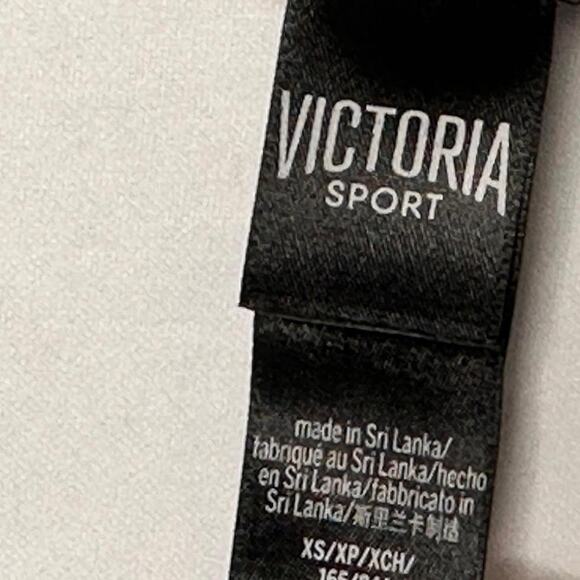 VICTORIA
SPORT
made in Sri Lanka/
fabriqué au Sri Lanka/hecho
en Sri Lanka/fabbricato in
Sri Lanka/斯里兰卡制造
XS/XP/XCH/